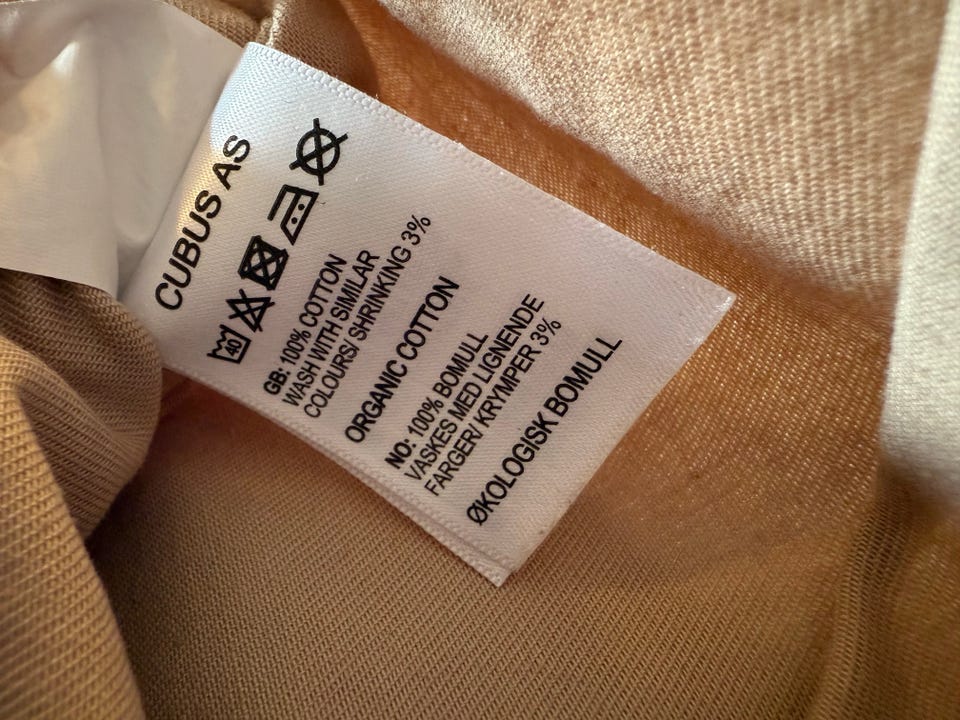 CUBUS AS
40
GB: 100% COTTON
WASH WITH SIMILAR
COLOURS/ SHRINKING 3%
ORGANIC COTTON
NO: 100% BOMULL
VASKES MED LIGNENDE
FARGER/ KRYMPER 3%
ØKOLOGISK BOMULL